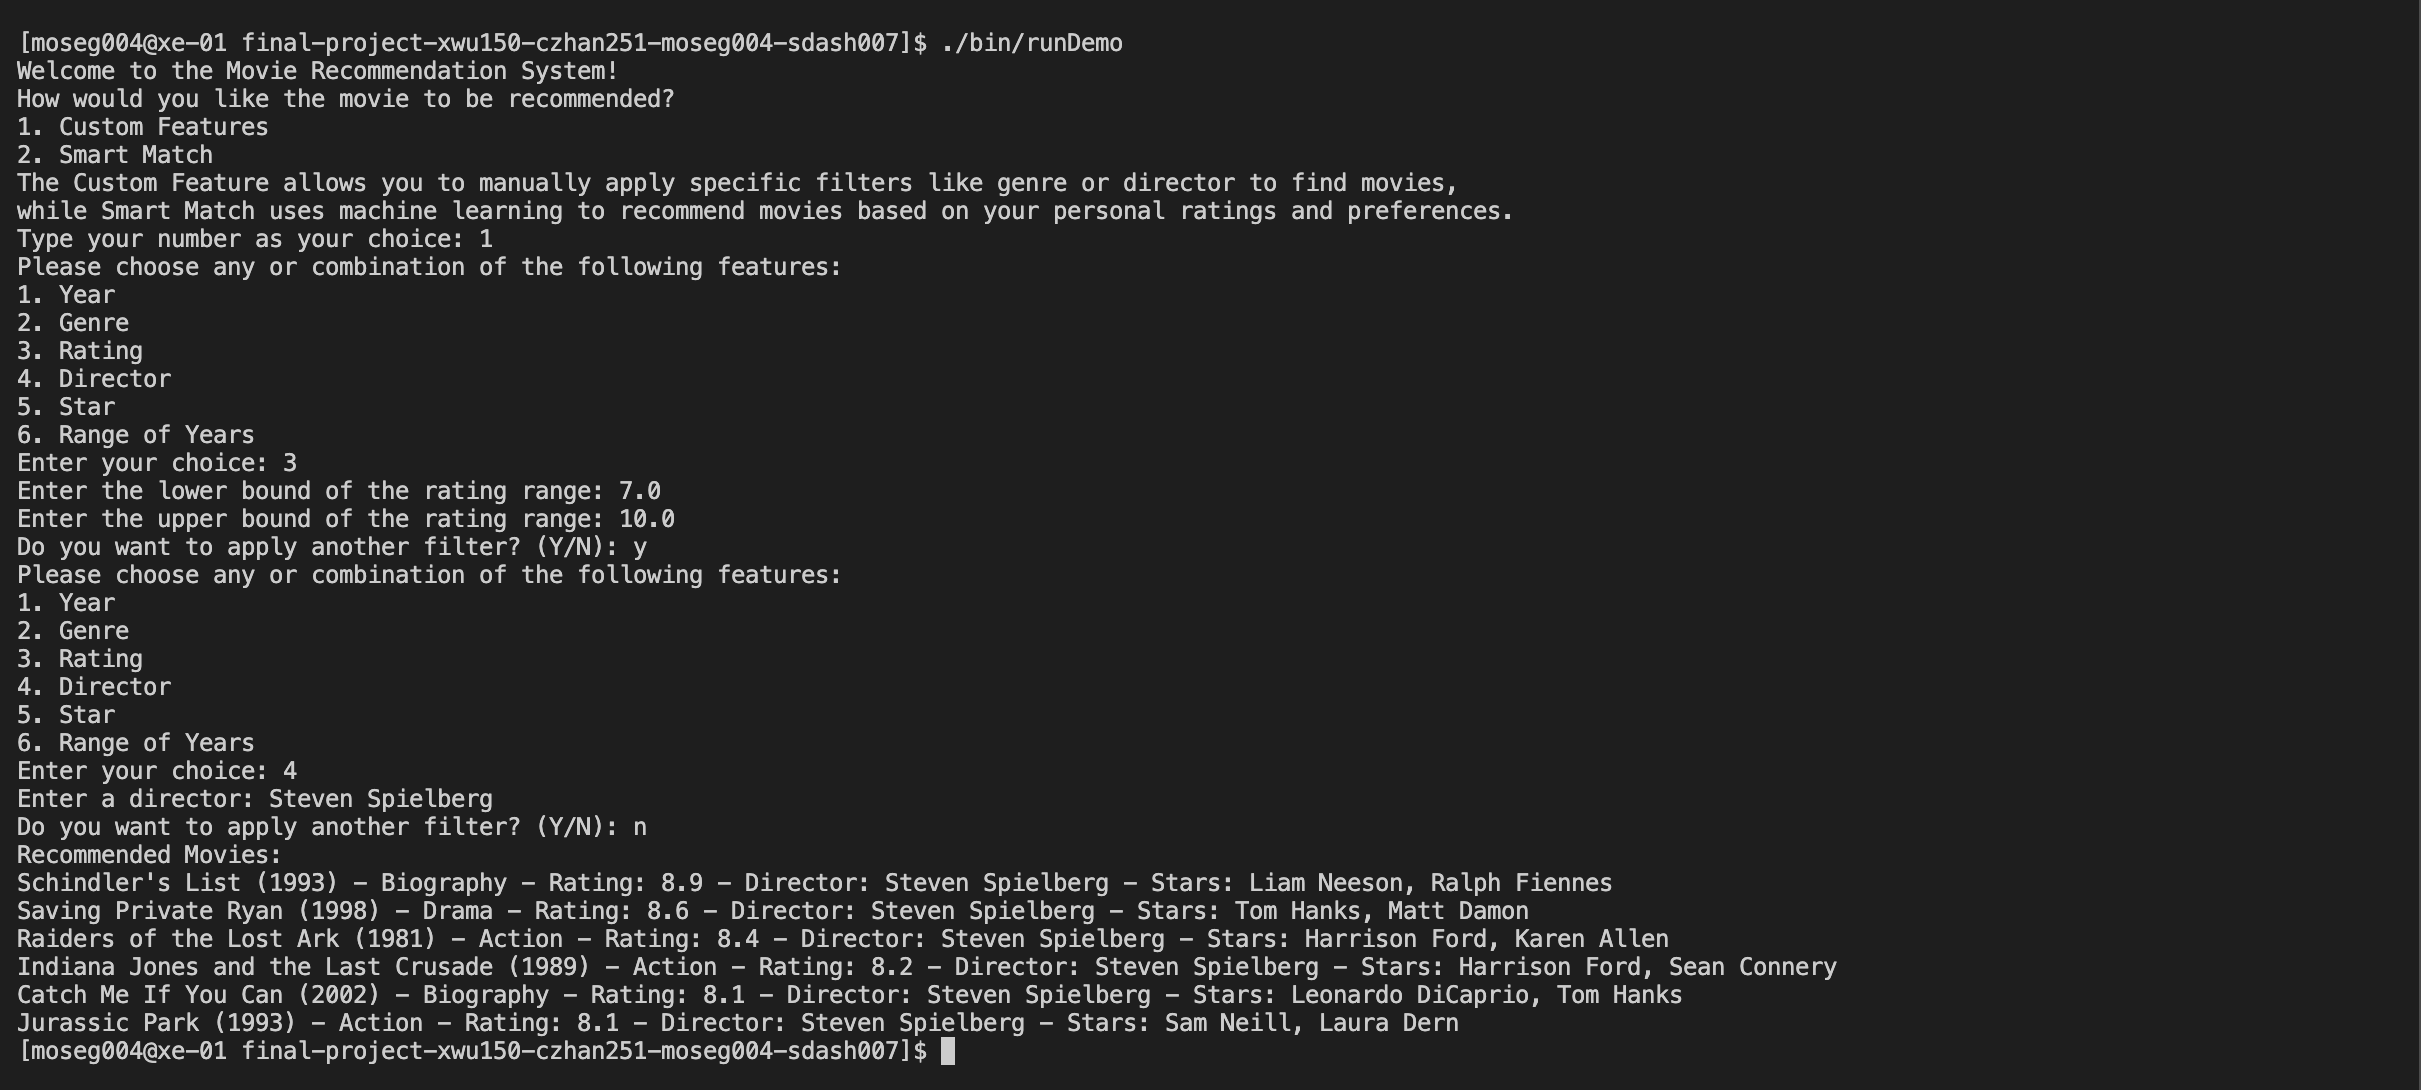 [moseg004@xe-01 final-project-xwu150-czhan251-moseg004-sdash007]$ ./bin/runDemo
Welcome to the Movie Recommendation System!
How would you like the movie to be recommended?
1. Custom Features
2. Smart Match
The Custom Feature allows you to manually apply specific filters like genre or director to find movies,
while Smart Match uses machine learning to recommend movies based on your personal ratings and preferences.
Type your number as your choice: 1
Please choose any or combination of the following features:
1. Year
2. Genre
3. Rating
4. Director
5. Star
6. Range of Years
Enter your choice: 3
Enter the lower bound of the rating range: 7.0
Enter the upper bound of the rating range: 10.0
Do you want to apply another filter? (Y/N): y
Please choose any or combination of the following features:
1. Year
2. Genre
3. Rating
4. Director
5. Star
6. Range of Years
Enter your choice: 4
Enter a director: Steven Spielberg
Do you want to apply another filter? (Y/N): n
Recommended Movies:
Schindler's List (1993) - Biography - Rating: 8.9 - Director: Steven Spielberg - Stars: Liam Neeson, Ralph Fiennes
Saving Private Ryan (1998) - Drama - Rating: 8.6 - Director: Steven Spielberg - Stars: Tom Hanks, Matt Damon
Raiders of the Lost Ark (1981) - Action - Rating: 8.4 - Director: Steven Spielberg - Stars: Harrison Ford, Karen Allen
Indiana Jones and the Last Crusade (1989) - Action - Rating: 8.2 - Director: Steven Spielberg - Stars: Harrison Ford, Sean Connery
Catch Me If You Can (2002) - Biography - Rating: 8.1 - Director: Steven Spielberg - Stars: Leonardo DiCaprio, Tom Hanks
Jurassic Park (1993) - Action - Rating: 8.1 - Director: Steven Spielberg - Stars: Sam Neill, Laura Dern
[moseg004@xe-01 final-project-xwu150-czhan251-moseg004-sdash007]$